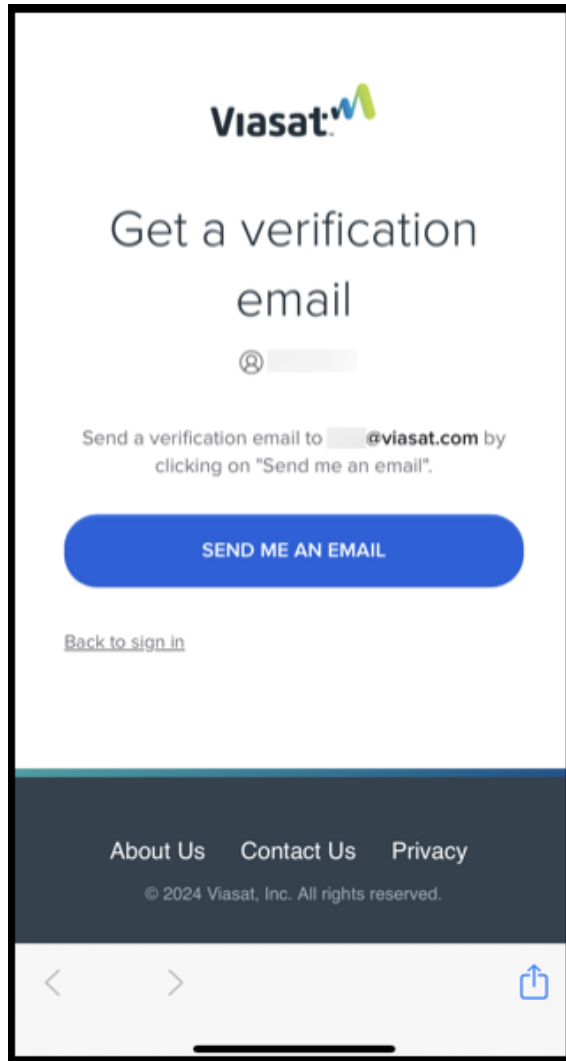 Viasat
Get a verification
email
Send a verification email to @viasat.com by
clicking on "Send me an email".
SEND ME AN EMAIL
Back to sign in
About Us Contact Us Privacy
© 2024 Viasat, Inc. All rights reserved.